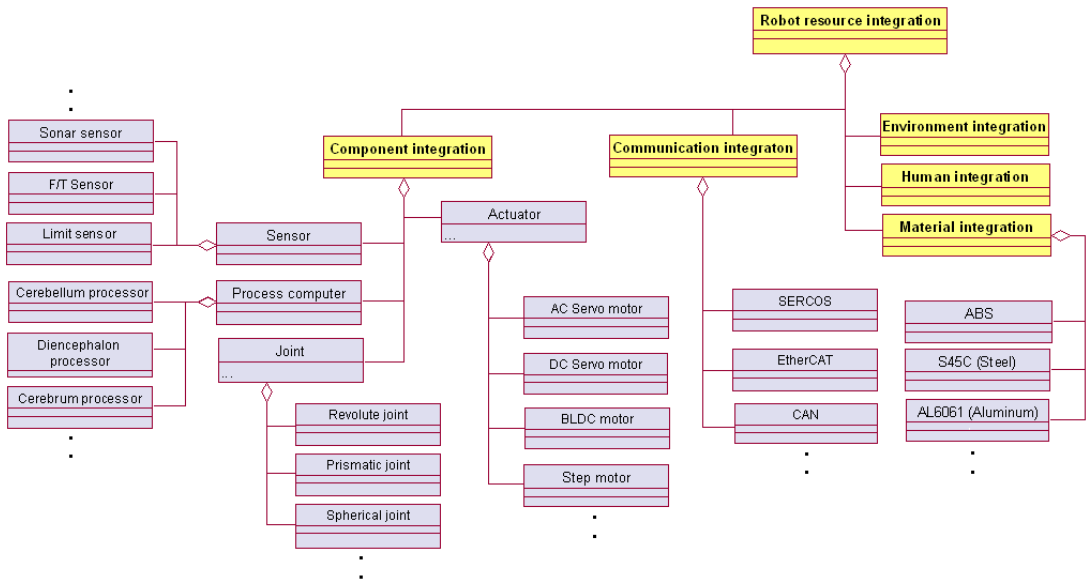 Robot resource integration
Component integration
Communication integraton
Environment integration
Human integration
Material integration
Sonar sensor
F/T Sensor
Limit sensor
Sensor
Actuator
...
Cerebellum processor
Process computer
Diencephalon
processor
Joint
...
Cerebrum processor
Revolute joint
Prismatic joint
Spherical joint
AC Servo motor
DC Servo motor
BLDC motor
Step motor
SERCOS
EtherCAT
CAN
ABS
S45C (Steel)
AL6061 (Aluminum)